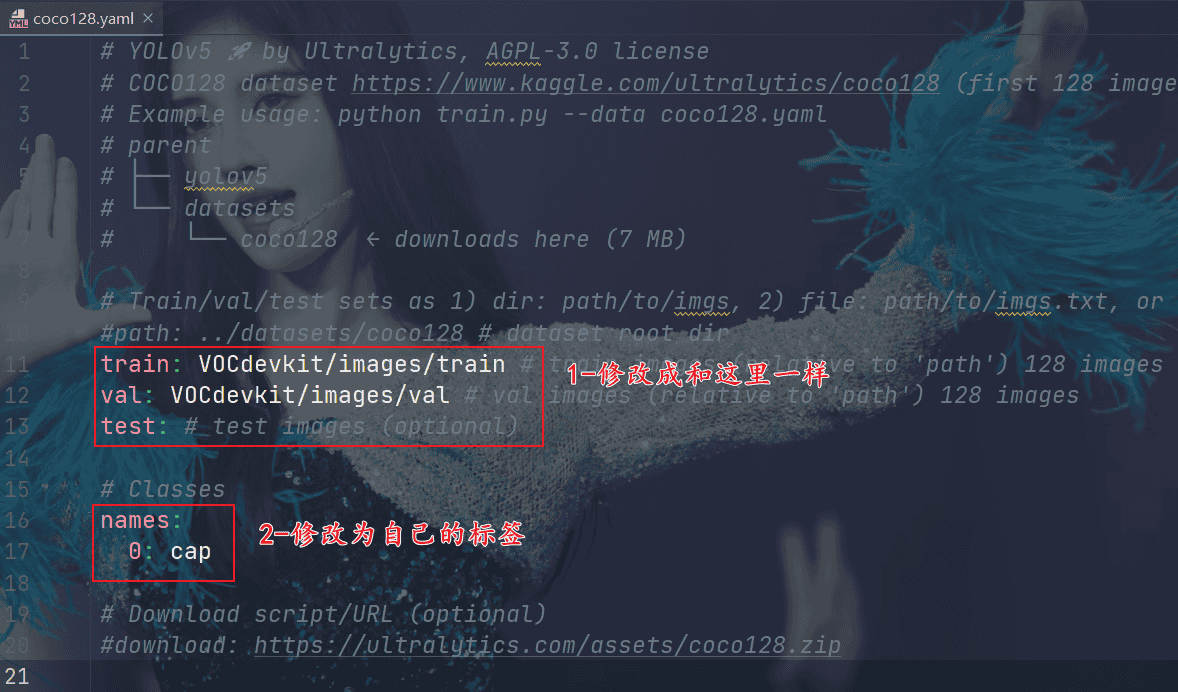 YML coco128.yaml ×
1 # YOLOv5 🚀 by Ultralytics, AGPL-3.0 license
2 # COCO128 dataset https://www.kaggle.com/ultralytics/coco128 (first 128 image
3 # Example usage: python train.py --data coco128.yaml
4 # parent
5 # ├── yolov5
6 # └── datasets
7 #     └── coco128  ← downloads here (7 MB)
8
9 # Train/val/test sets as 1) dir: path/to/imgs, 2) file: path/to/imgs.txt, or
#path: ../datasets/coco128 # dataset root dir
11 train: VOCdevkit/images/train # train images (relative to 'path') 128 images
1-修改成和这里一样
12 val: VOCdevkit/images/val # val images (relative to 'path') 128 images
13 test: # test images (optional)
14
15 # Classes
16 names:
2-修改为自己的标签
17   0: cap
18
19 # Download script/URL (optional)
20 #download: https://ultralytics.com/assets/coco128.zip
21